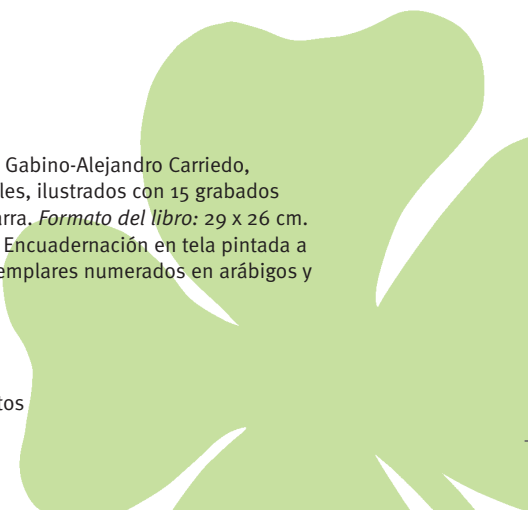 Gabino-Alejandro Carriedo,
les, ilustrados con 15 grabados
arra. Formato del libro: 29 x 26 cm.
Encuadernación en tela pintada a
emplares numerados en arábigos y
tos